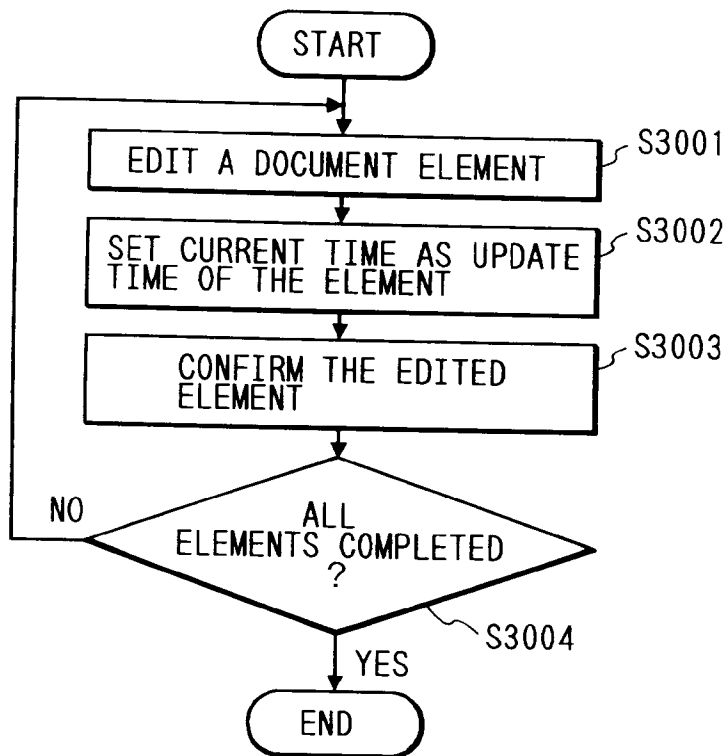 START
EDIT A DOCUMENT ELEMENT
S3001
SET CURRENT TIME AS UPDATE
TIME OF THE ELEMENT
S3002
CONFIRM THE EDITED
ELEMENT
S3003
NO
ALL
ELEMENTS COMPLETED
?
S3004
YES
END